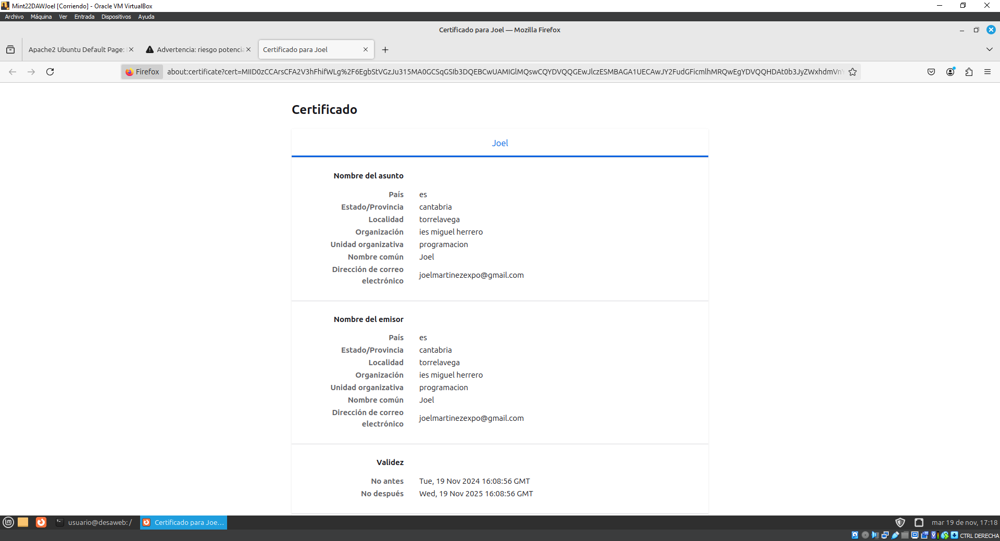 Mint22DAWJoel [Corriendo] - Oracle VM VirtualBox
Archivo Máquina Ver Entrada Dispositivos Ayuda
Certificado para Joel — Mozilla Firefox
Apache2 Ubuntu Default Page:
Advertencia: riesgo potencia
Certificado para Joel
Firefox
about:certificate?cert=MIID0zCCArsCFA2V3hFhifWLg%2F6EgbStVGzJu315MA0GCSqGSIb3DQEBCwUAMIGlMQswCQYDVQQGEwJlczESMBAGA1UECAwJY2FudGFicmlhMRQwEgYDVQQHDAt0b3JyZWxhdmVnY
Certificado
Joel
Nombre del asunto
País es
Estado/Provincia cantabria
Localidad torrelavega
Organización ies miguel herrero
Unidad organizativa programacion
Nombre común Joel
Dirección de correo
electrónico joelmartinezexpo@gmail.com
Nombre del emisor
País es
Estado/Provincia cantabria
Localidad torrelavega
Organización ies miguel herrero
Unidad organizativa programacion
Nombre común Joel
Dirección de correo
electrónico joelmartinezexpo@gmail.com
Validez
No antes Tue, 19 Nov 2024 16:08:56 GMT
No después Wed, 19 Nov 2025 16:08:56 GMT
usuario@desaweb: /
Certificado para Joe...
mar 19 de nov, 17:18
CTRL DERECHA